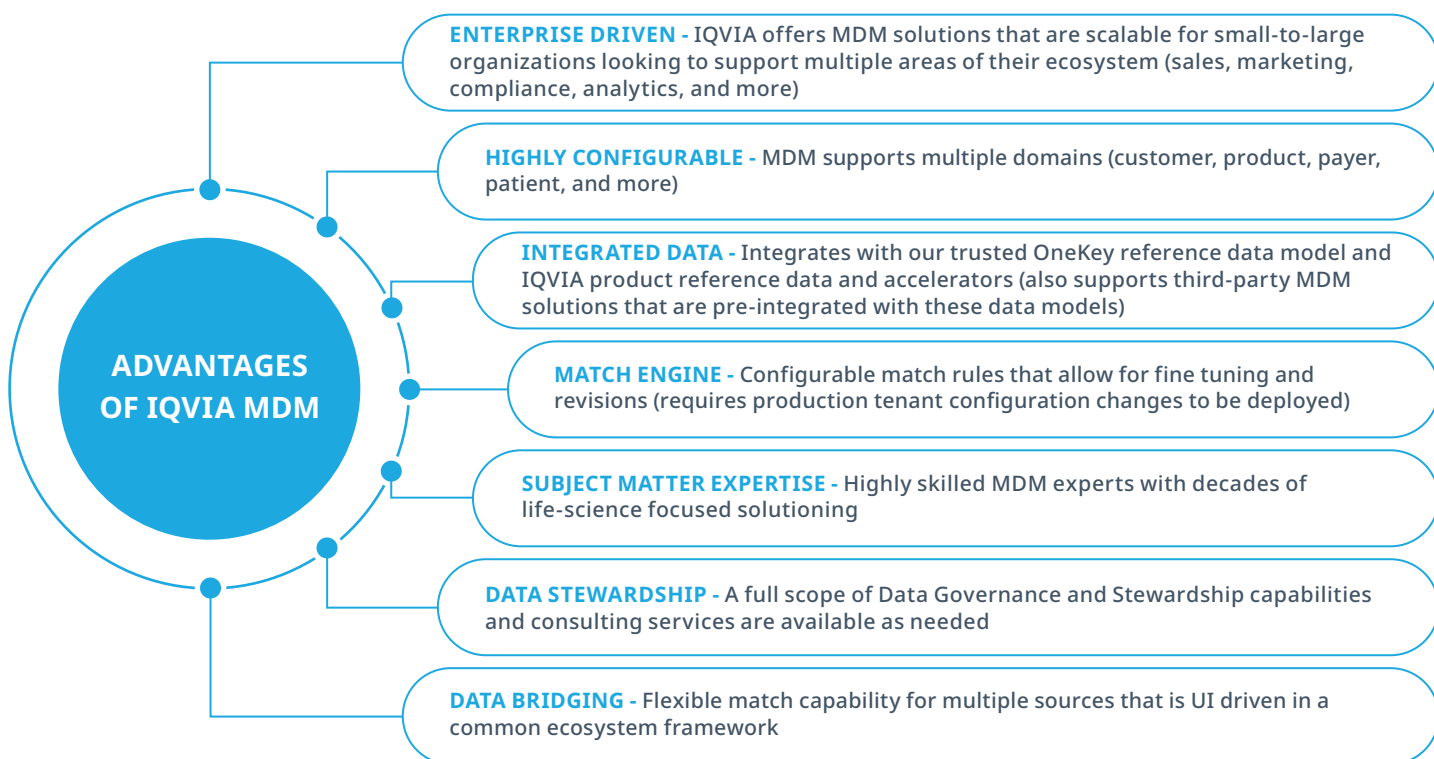 ENTERPRISE DRIVEN - IQVIA offers MDM solutions that are scalable for small-to-large
organizations looking to support multiple areas of their ecosystem (sales, marketing,
compliance, analytics, and more)
HIGHLY CONFIGURABLE - MDM supports multiple domains (customer, product, payer,
patient, and more)
INTEGRATED DATA - Integrates with our trusted OneKey reference data model and
IQVIA product reference data and accelerators (also supports third-party MDM
solutions that are pre-integrated with these data models)
ADVANTAGES
OF IQVIA MDM
MATCH ENGINE - Configurable match rules that allow for fine tuning and
revisions (requires production tenant configuration changes to be deployed)
SUBJECT MATTER EXPERTISE - Highly skilled MDM experts with decades of
life-science focused solutioning
DATA STEWARDSHIP - A full scope of Data Governance and Stewardship capabilities
and consulting services are available as needed
DATA BRIDGING - Flexible match capability for multiple sources that is UI driven in a
common ecosystem framework